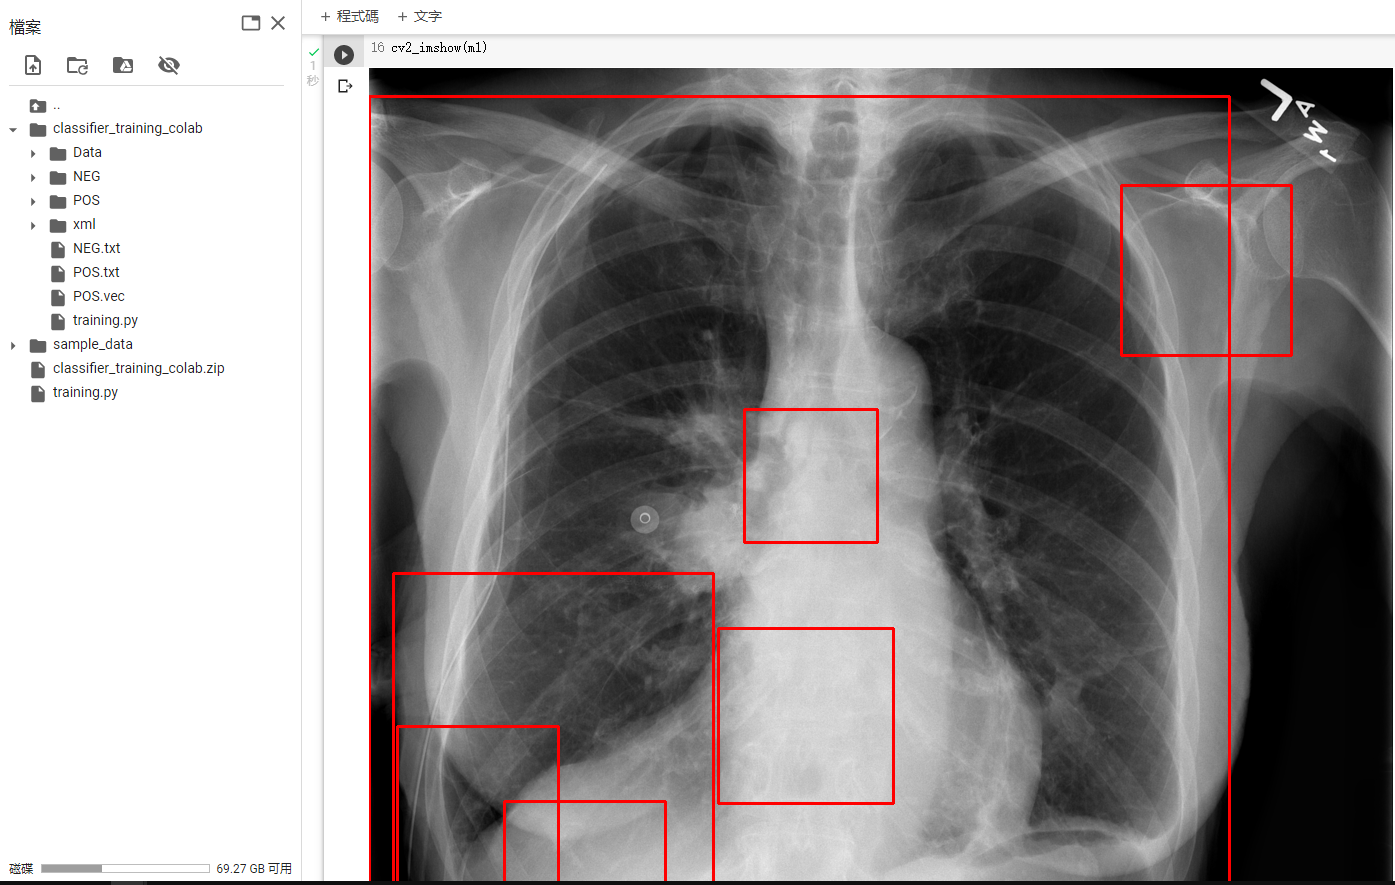 檔案
..
classifier_training_colab
Data
NEG
POS
xml
NEG.txt
POS.txt
POS.vec
training.py
sample_data
classifier_training_colab.zip
training.py
磁碟
69.27 GB 可用
+ 程式碼 + 文字
1
秒
16 cv2_imshow(m1)
L
A
W
r